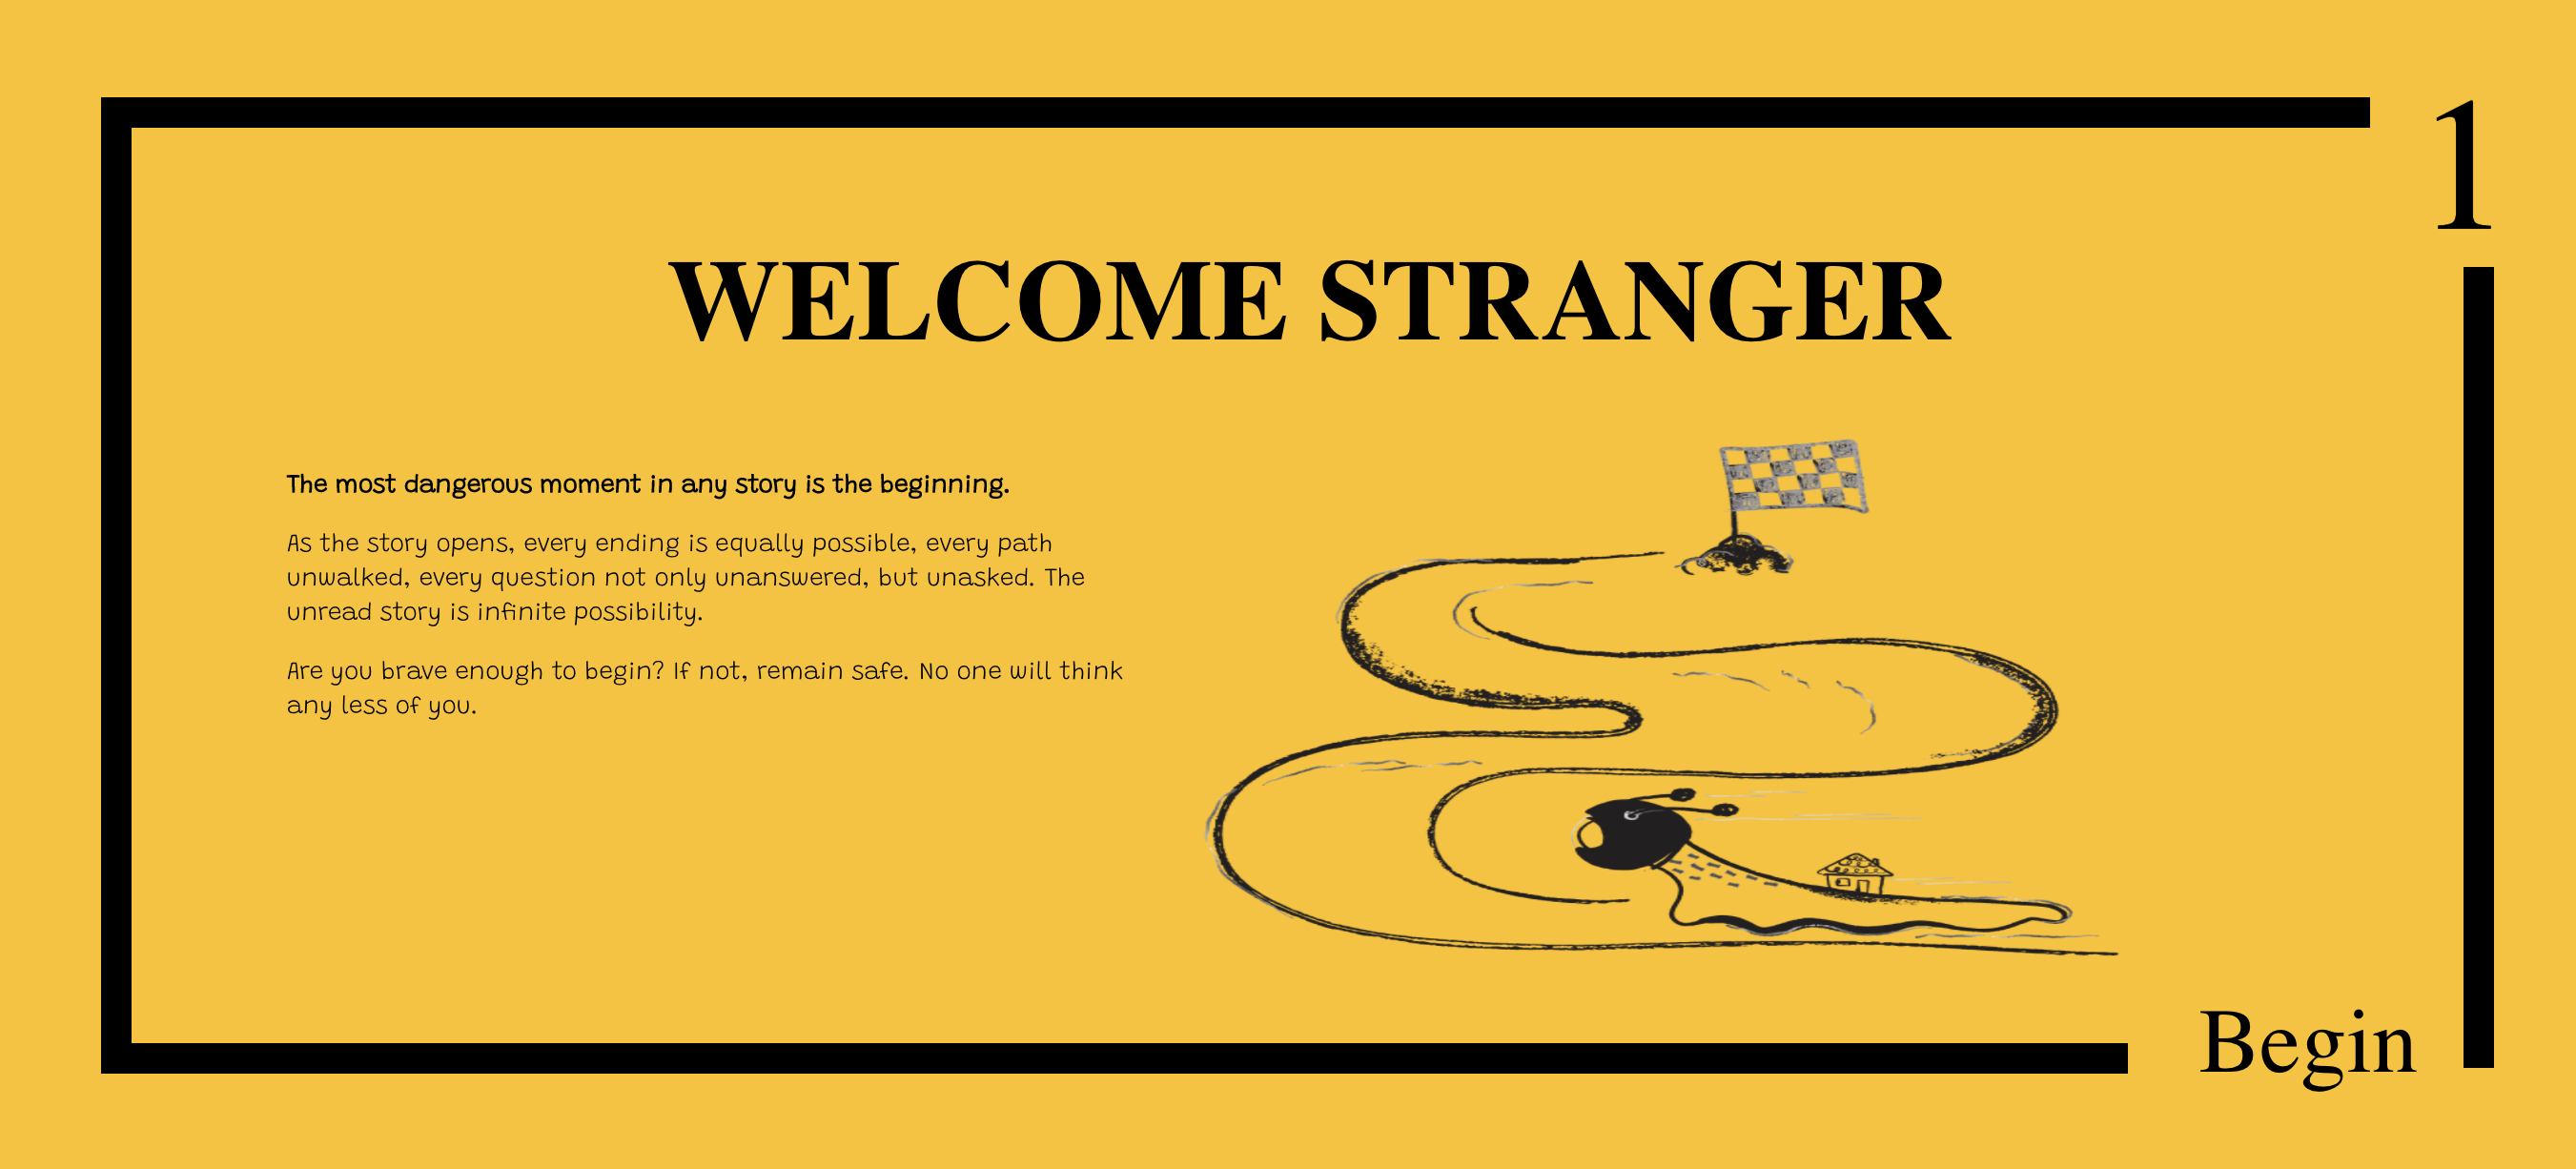 1
WELCOME STRANGER
The most dangerous moment in any story is the beginning.
As the story opens, every ending is equally possible, every path
unwalked, every question not only unanswered, but unasked. The
unread story is infinite possibility.
Are you brave enough to begin? If not, remain safe. No one will think
any less of you.
Begin